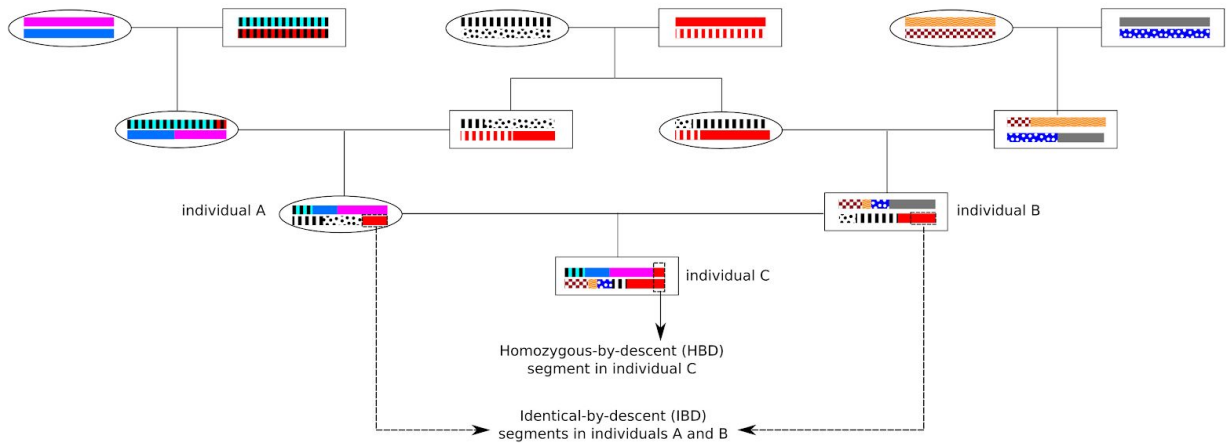 individual A
individual B
individual C
Homozygous-by-descent (HBD)
segment in individual C
Identical-by-descent (IBD)
segments in individuals A and B